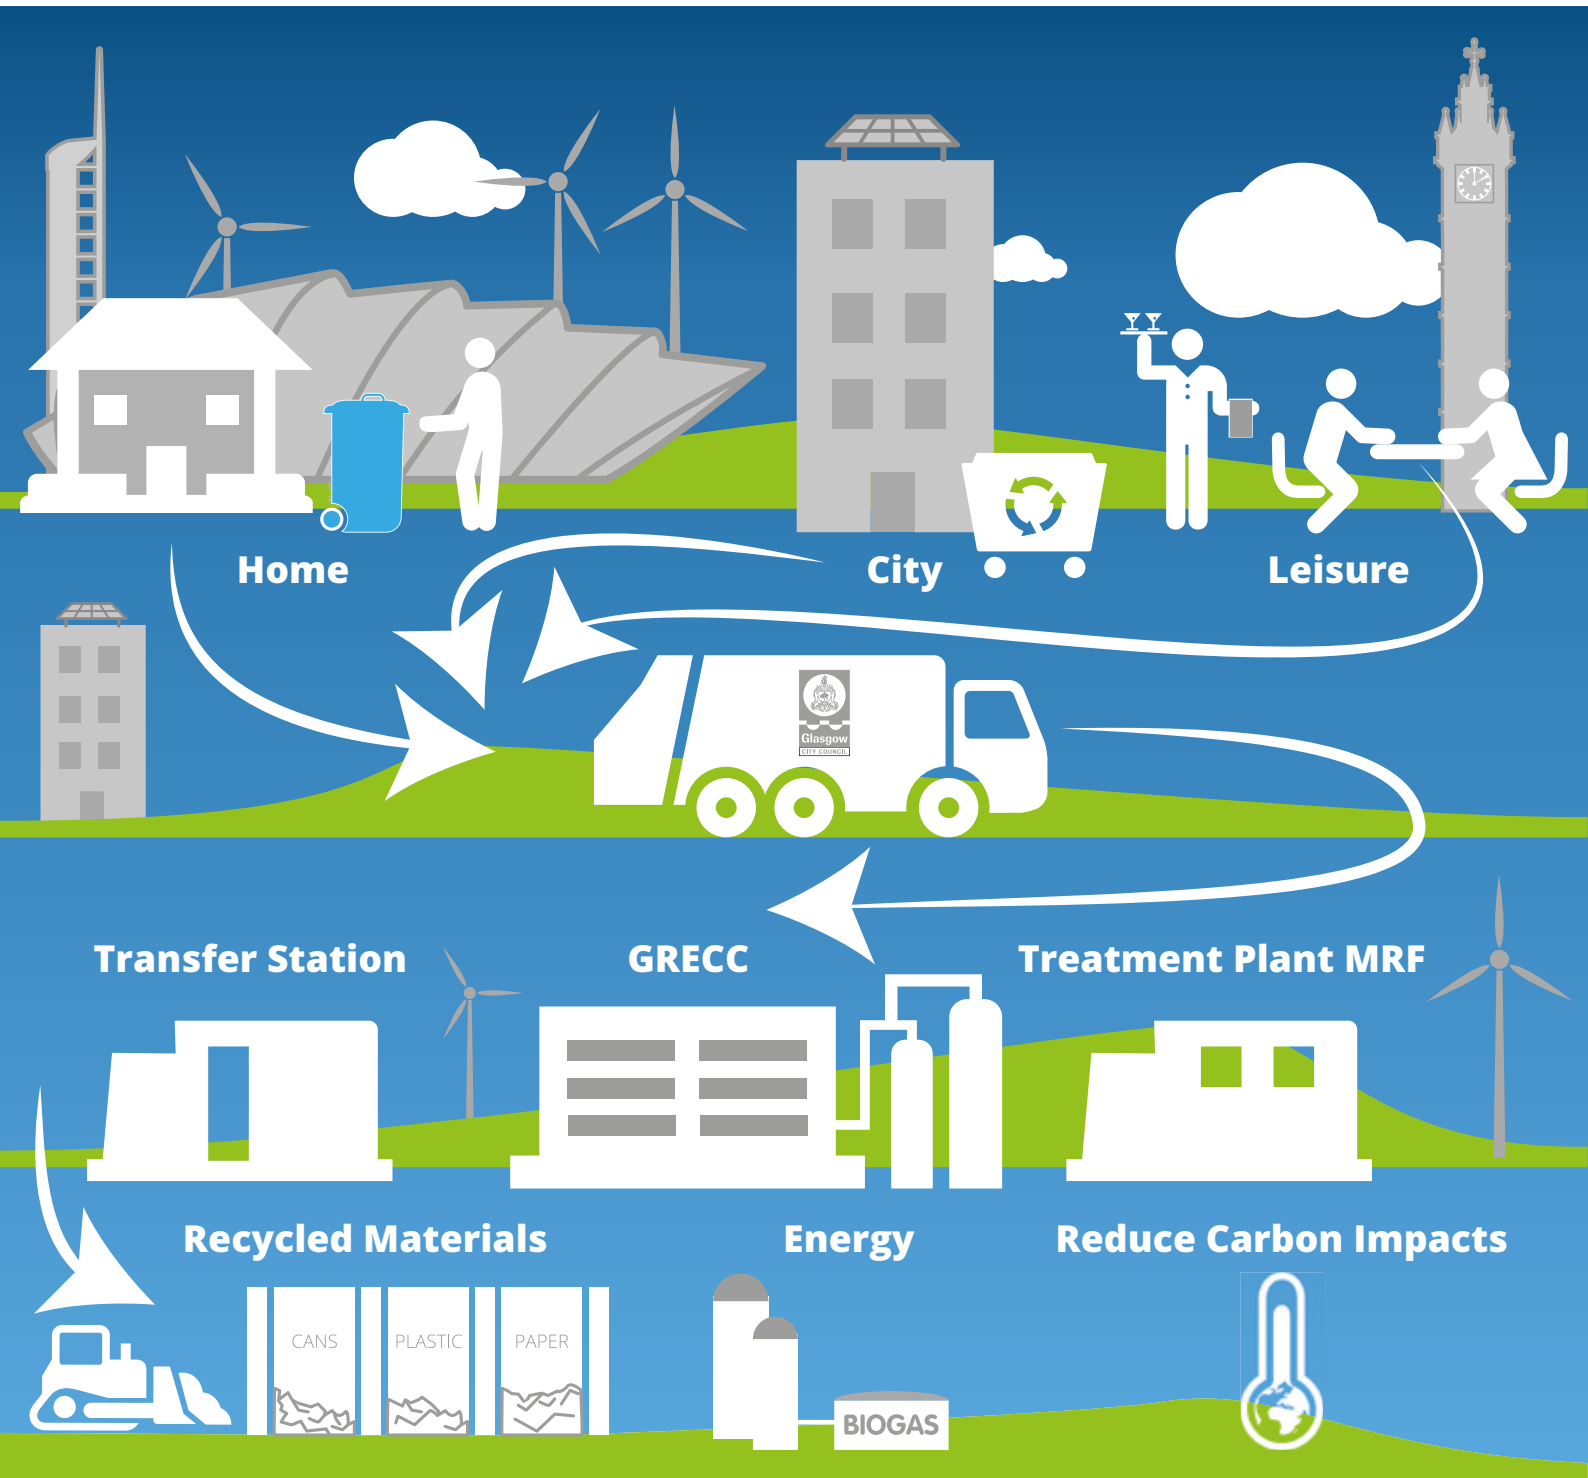 Home
City
Leisure
Glasgow
CITY COUNCIL
Transfer Station
GRECC
Treatment Plant MRF
Recycled Materials
Energy
Reduce Carbon Impacts
CANS
PLASTIC
PAPER
BIOGAS